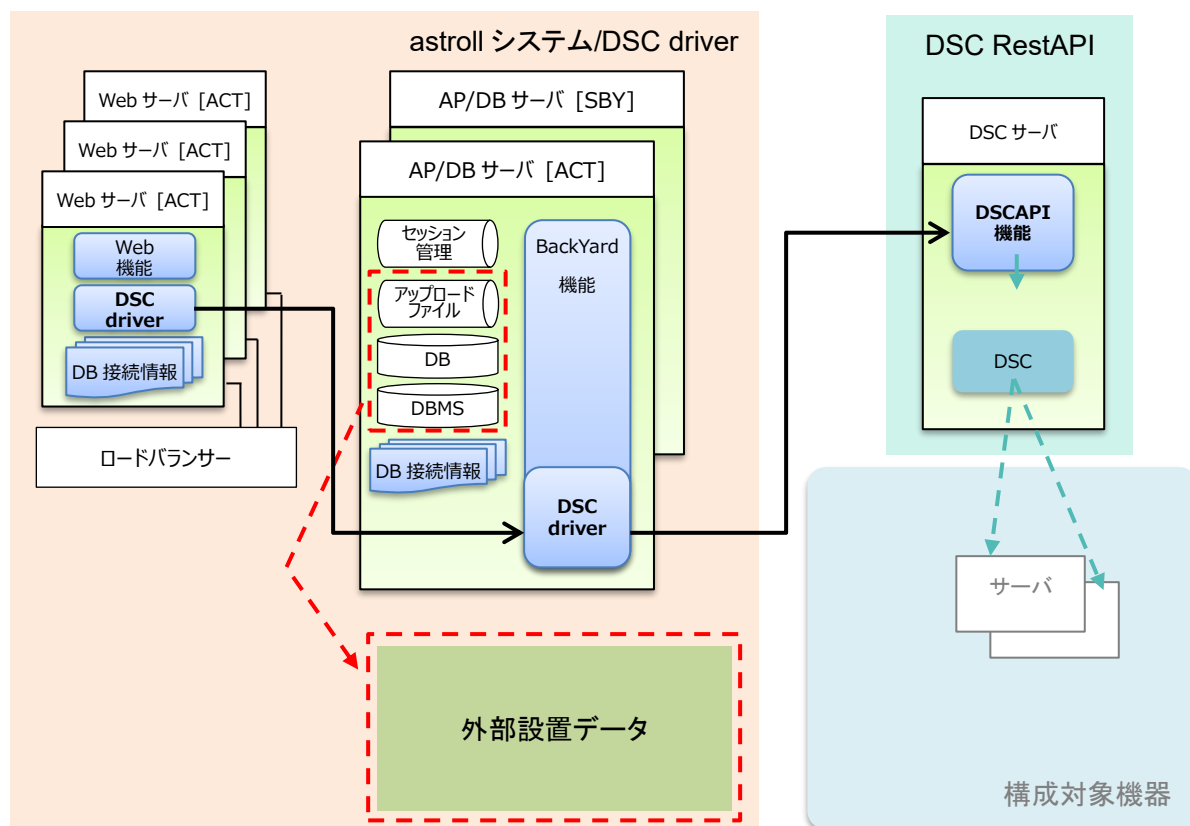 astroll システム/DSC driver
Web サーバ [ACT]
Web サーバ [ACT]
Web サーバ [ACT]
Web
機能
DSC
driver
DB 接続情報
ロードバランサー
AP/DB サーバ [SBY]
AP/DB サーバ [ACT]
セッション
管理
アップロード
ファイル
DB
DBMS
DB 接続情報
BackYard
機能
DSC
driver
外部設置データ
DSC RestAPI
DSC サーバ
DSCAPI
機能
DSC
サーバ
構成対象機器